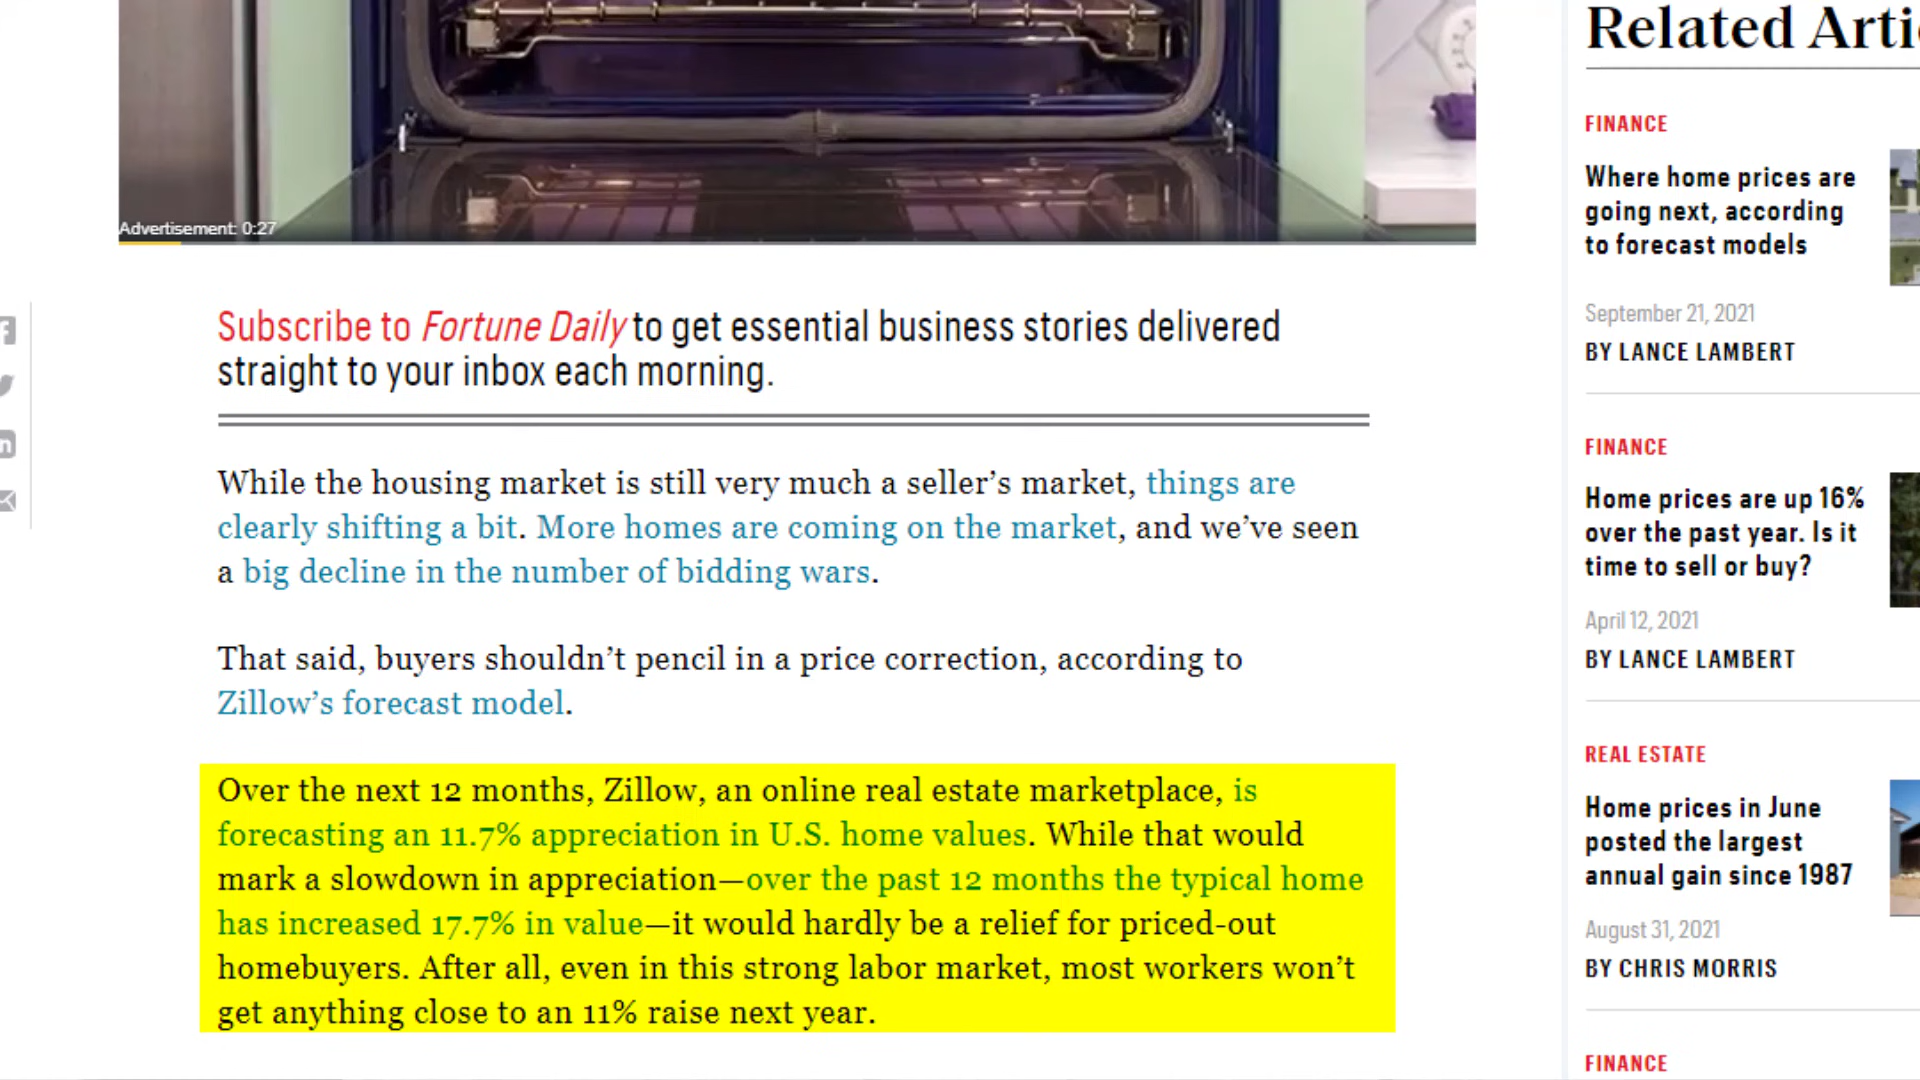 Advertisement: 0:27
Subscribe to Fortune Daily to get essential business stories delivered
straight to your inbox each morning.
While the housing market is still very much a seller’s market, things are
clearly shifting a bit. More homes are coming on the market, and we’ve seen
a big decline in the number of bidding wars.
That said, buyers shouldn’t pencil in a price correction, according to
Zillow’s forecast model.
Over the next 12 months, Zillow, an online real estate marketplace, is
forecasting an 11.7% appreciation in U.S. home values. While that would
mark a slowdown in appreciation—over the past 12 months the typical home
has increased 17.7% in value—it would hardly be a relief for priced-out
homebuyers. After all, even in this strong labor market, most workers won’t
get anything close to an 11% raise next year.
Related Arti
FINANCE
Where home prices are
going next, according
to forecast models
September 21, 2021
BY LANCE LAMBERT
FINANCE
Home prices are up 16%
over the past year. Is it
time to sell or buy?
April 12, 2021
BY LANCE LAMBERT
REAL ESTATE
Home prices in June
posted the largest
annual gain since 1987
August 31, 2021
BY CHRIS MORRIS
FINANCE